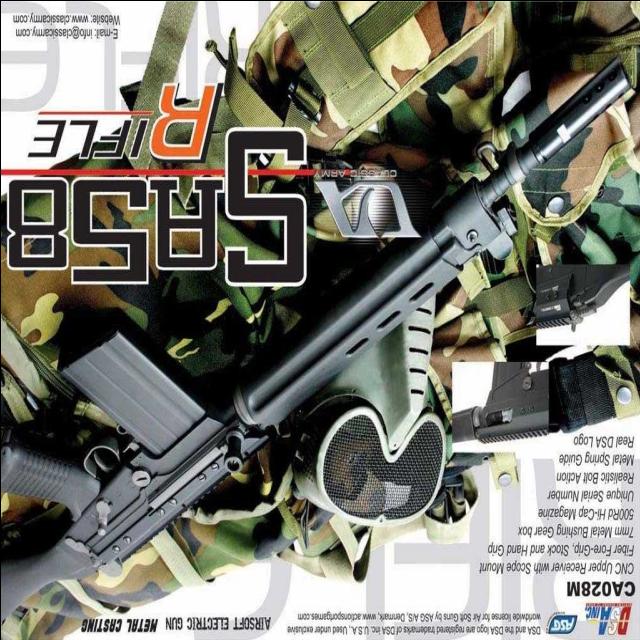 DSA and the DSA logo are registered trademarks of DSA Inc, U.S.A., Used under exclusive
worldwide license for Air Soft Guns by ASG A/S, Denmark, www.actionsportgames.com
DSA INC
ASG
AIRSOFT ELECTRIC GUN METAL CASTING
CA028M
CNC Upper Receiver with Scope Mount
Fiber Fore-Grip, Stock and Hand Grip
7mm Metal Bushing Gear box
500Rd Hi-Cap Magazine
Unique Serial Number
Realistic Bolt Action
Metal Spring Guide
Real DSA Logo
CLASSIC ARMY
SA58
RIFLE
E-mail: info@classicarmy.com
Website: www.classicarmy.com